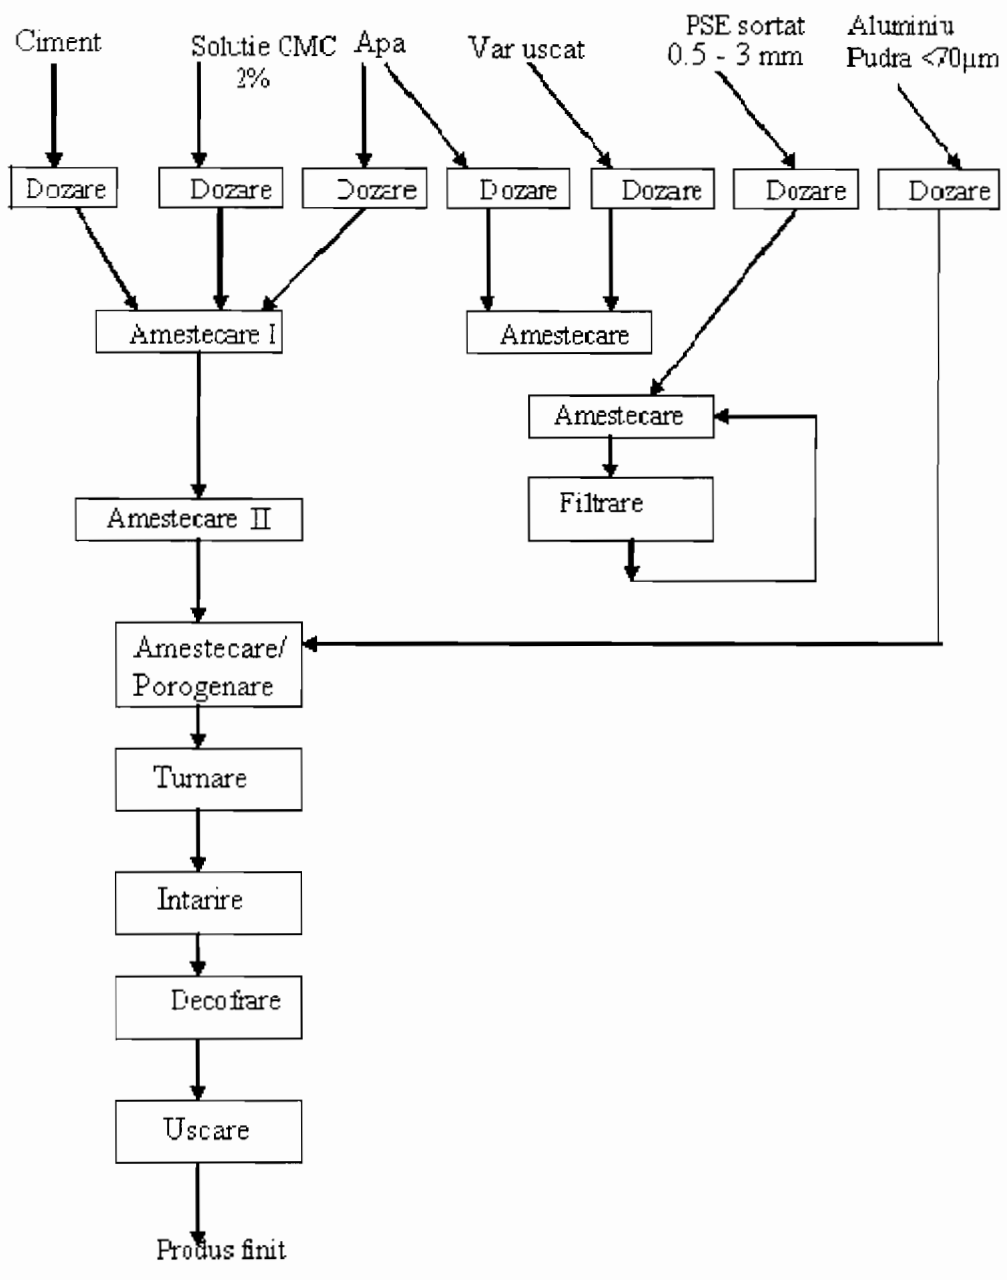 Ciment
Solutie CMC
2%
Apa
Var uscat
PSE sortat
0.5 - 3 mm
Aluminiu
Pudra <70µm
Dozare
Dozare
Dozare
Dozare
Dozare
Dozare
Dozare
Amestecare I
Amestecare
Amestecare
Filtrare
Amestecare II
Amestecare/
Porogenare
Turnare
Intarire
Decofrare
Uscare
Produs finit